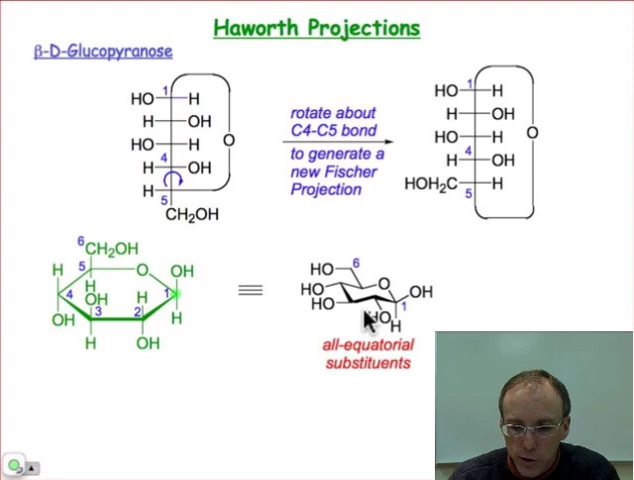 Haworth Projections
β-D-Glucopyranose
1
HO H
H OH
HO H
4
H OH
H
5
CH₂OH
O
rotate about
C4-C5 bond
to generate a
new Fischer
Projection
1
HO H
H OH
HO H
4
H OH
HOH₂C H
5
O
6
CH₂OH
H 5 O OH
H
4 OH H 1
3 2
OH H
H OH
6
HO
HO O OH
HO 1
HO
H
all-equatorial
substituents